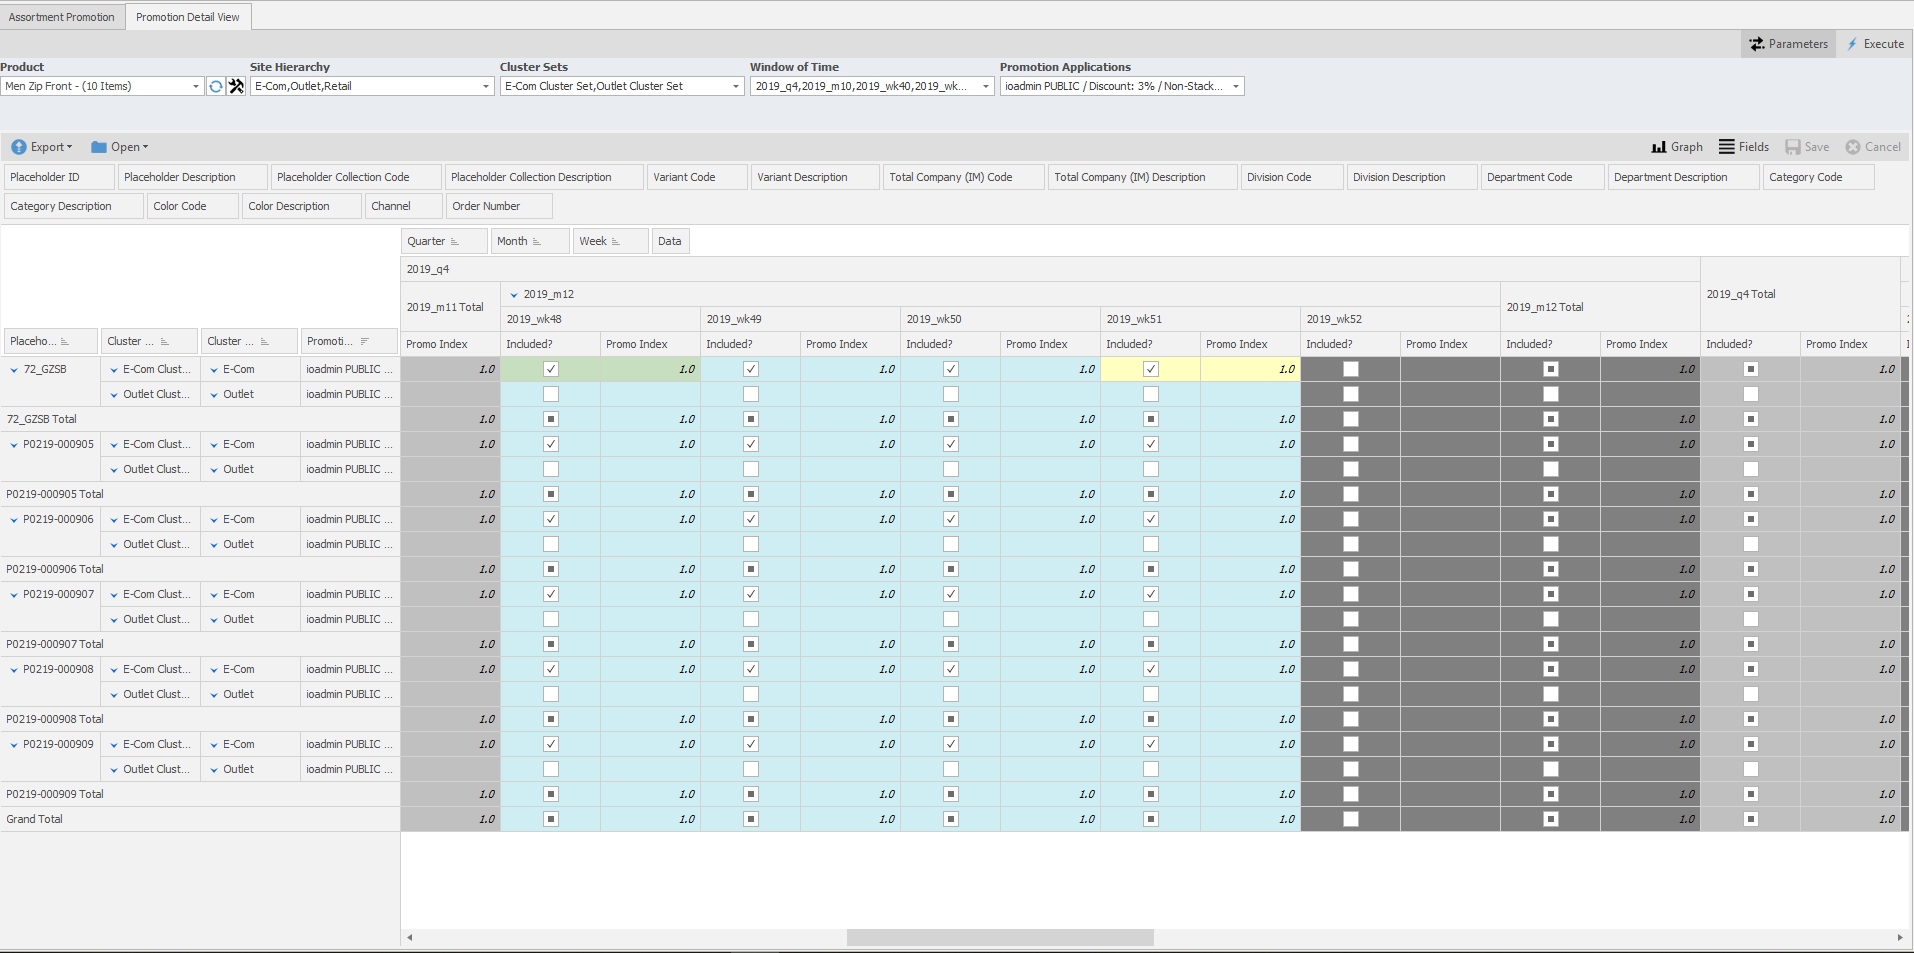 Assortment Promotion Promotion Detail View
Parameters Execute
Product Site Hierarchy Cluster Sets Window of Time Promotion Applications
Men Zip Front - (10 Items) E-Com,Outlet,Retail E-Com Cluster Set,Outlet Cluster Set 2019_q4,2019_m10,2019_wk40,2019_wk... ioadmin PUBLIC / Discount: 3% / Non-Stack...
Export Open Graph Fields Save Cancel
Placeholder ID Placeholder Description Placeholder Collection Code Placeholder Collection Description Variant Code Variant Description Total Company (IM) Code Total Company (IM) Description Division Code Division Description Department Code Department Description Category Code
Category Description Color Code Color Description Channel Order Number
Quarter Month Week Data
2019_q4
2019_m11 Total 2019_m12 2019_m12 Total 2019_q4 Total
2019_wk48 2019_wk49 2019_wk50 2019_wk51 2019_wk52
Placeho... Cluster ... Cluster ... Promoti... Promo Index Included? Promo Index Included? Promo Index Included? Promo Index Included? Promo Index Included? Promo Index Included? Promo Index Included? Promo Index
72_GZSB E-Com Clust... E-Com ioadmin PUBLIC ... 1.0 1.0 1.0 1.0 1.0 1.0 1.0
Outlet Clust... Outlet ioadmin PUBLIC ...
72_GZSB Total 1.0 1.0 1.0 1.0 1.0 1.0 1.0
P0219-000905 E-Com Clust... E-Com ioadmin PUBLIC ... 1.0 1.0 1.0 1.0 1.0 1.0 1.0
Outlet Clust... Outlet ioadmin PUBLIC ...
P0219-000905 Total 1.0 1.0 1.0 1.0 1.0 1.0 1.0
P0219-000906 E-Com Clust... E-Com ioadmin PUBLIC ... 1.0 1.0 1.0 1.0 1.0 1.0 1.0
Outlet Clust... Outlet ioadmin PUBLIC ...
P0219-000906 Total 1.0 1.0 1.0 1.0 1.0 1.0 1.0
P0219-000907 E-Com Clust... E-Com ioadmin PUBLIC ... 1.0 1.0 1.0 1.0 1.0 1.0 1.0
Outlet Clust... Outlet ioadmin PUBLIC ...
P0219-000907 Total 1.0 1.0 1.0 1.0 1.0 1.0 1.0
P0219-000908 E-Com Clust... E-Com ioadmin PUBLIC ... 1.0 1.0 1.0 1.0 1.0 1.0 1.0
Outlet Clust... Outlet ioadmin PUBLIC ...
P0219-000908 Total 1.0 1.0 1.0 1.0 1.0 1.0 1.0
P0219-000909 E-Com Clust... E-Com ioadmin PUBLIC ... 1.0 1.0 1.0 1.0 1.0 1.0 1.0
Outlet Clust... Outlet ioadmin PUBLIC ...
P0219-000909 Total 1.0 1.0 1.0 1.0 1.0 1.0 1.0
Grand Total 1.0 1.0 1.0 1.0 1.0 1.0 1.0